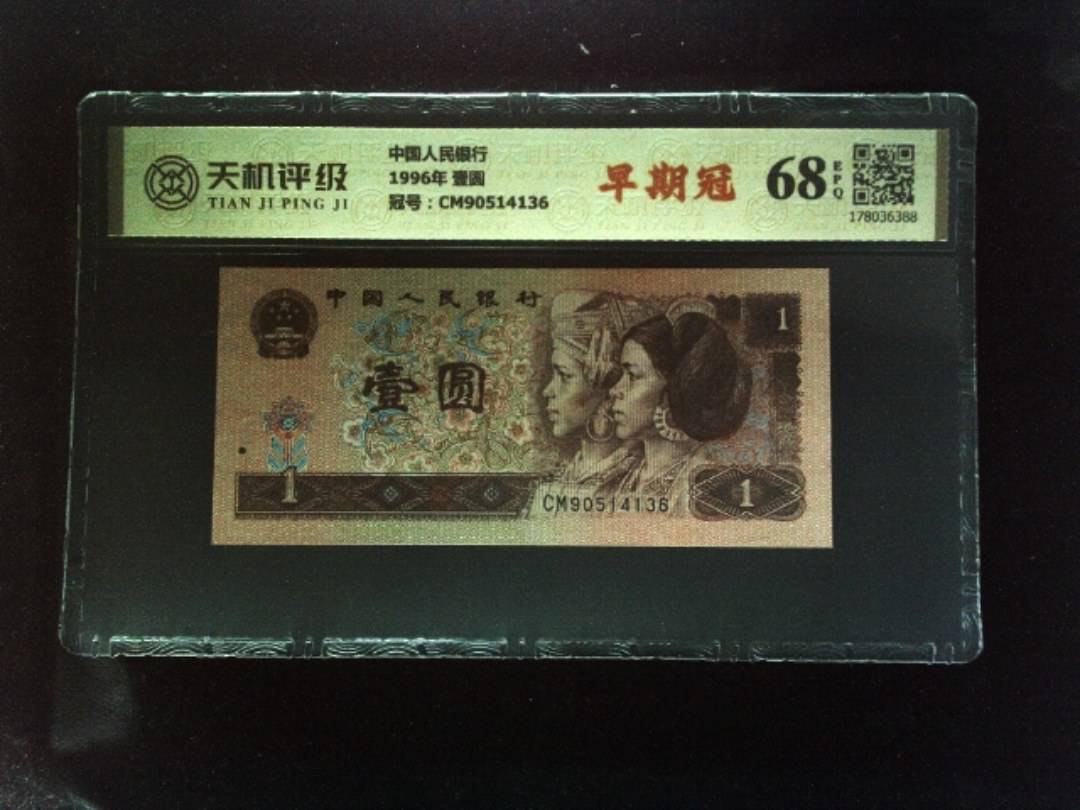 天机评级
TIAN JI PING JI
中国人民银行
1996年 壹圆
冠号：CM90514136
早期冠
68
EPQ
178036388
中国人民银行
1
壹圆
1
CM90514136
1